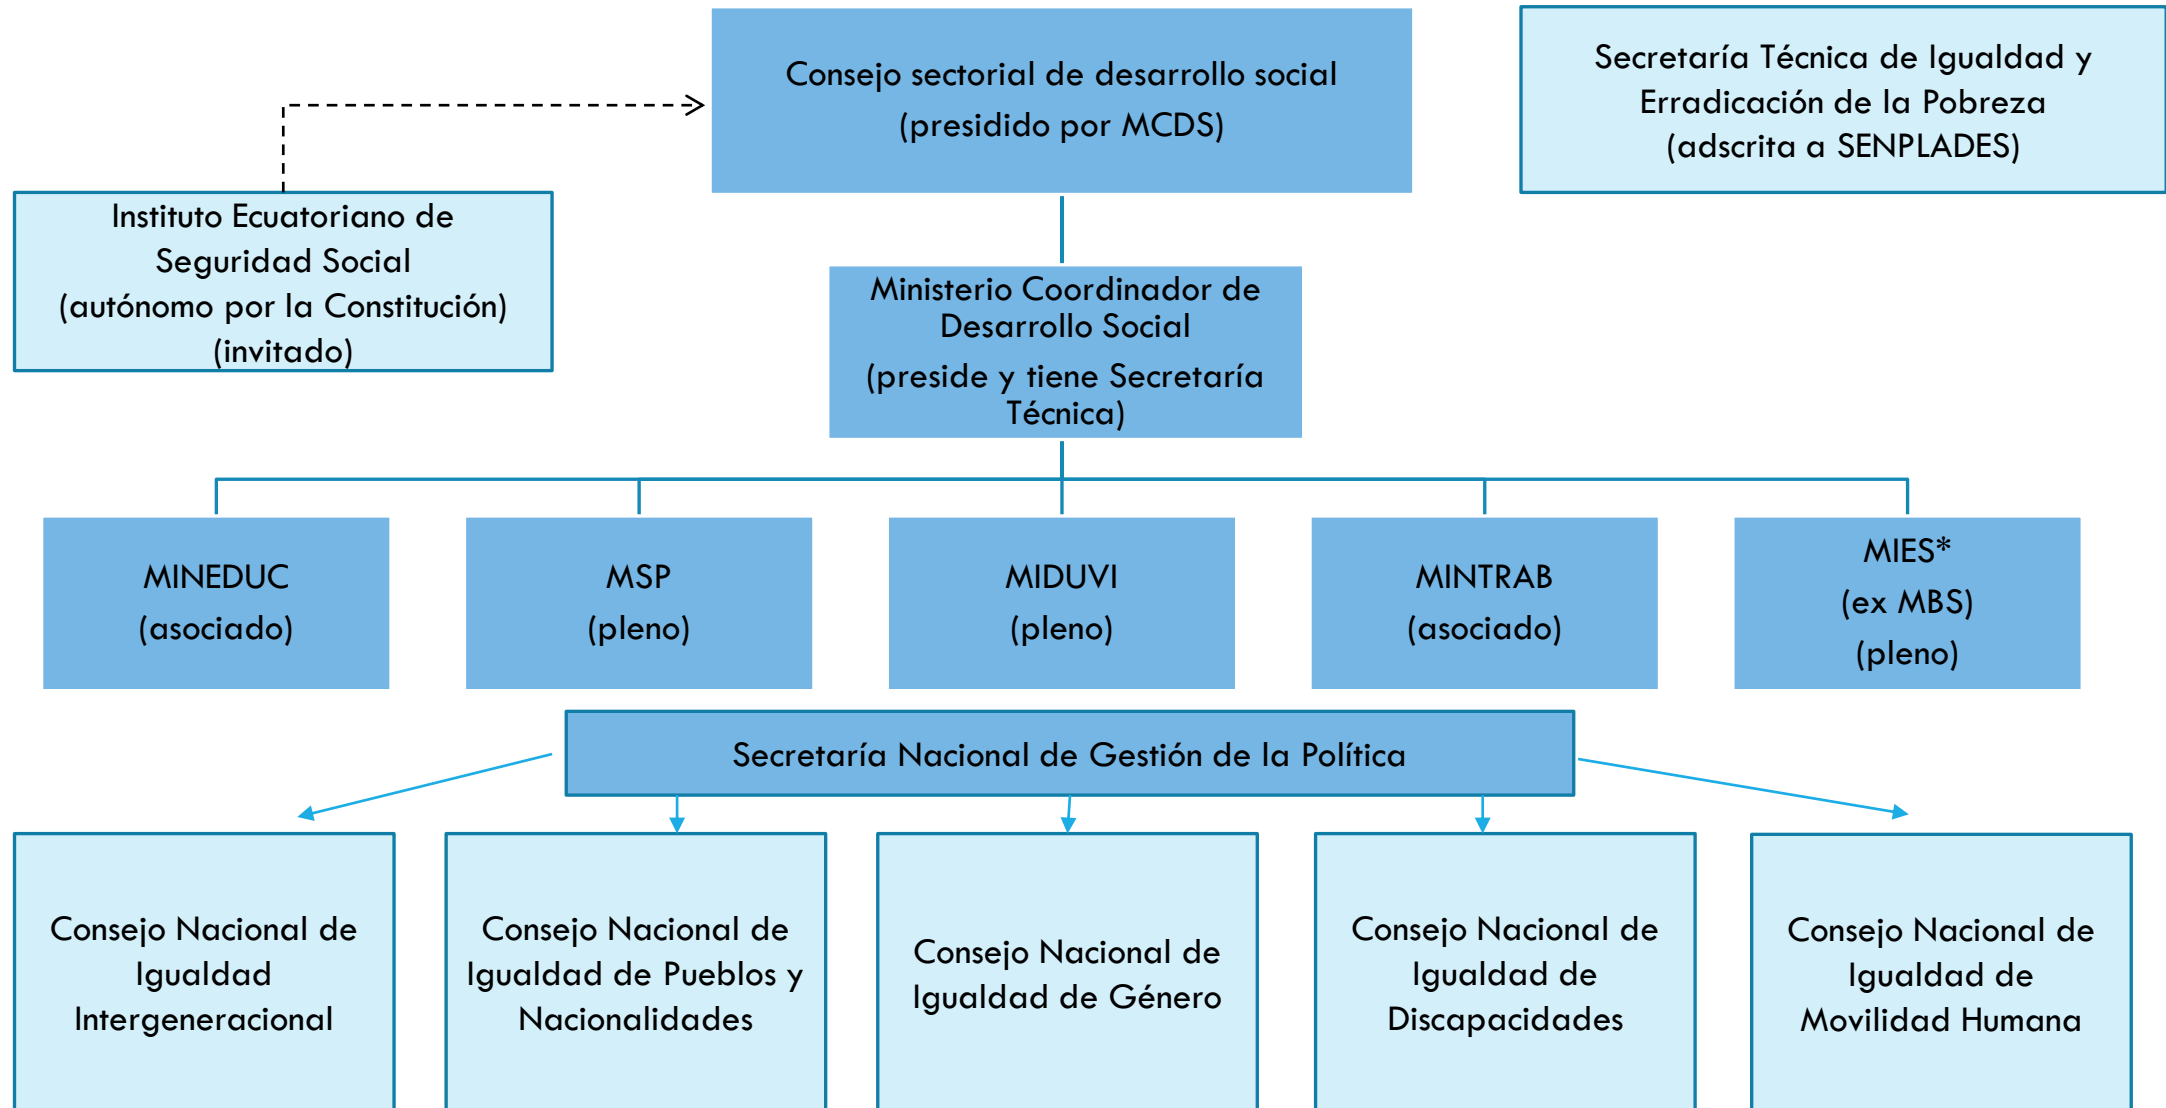 Consejo sectorial de desarrollo social
(presidido por MCDS)
Secretaría Técnica de Igualdad y
Erradicación de la Pobreza
(adscrita a SENPLADES)
Instituto Ecuatoriano de
Seguridad Social
(autónomo por la Constitución)
(invitado)
Ministerio Coordinador de
Desarrollo Social
(preside y tiene Secretaría
Técnica)
MINEDUC
(asociado)
MSP
(pleno)
MIDUVI
(pleno)
MINTRAB
(asociado)
MIES*
(ex MBS)
(pleno)
Secretaría Nacional de Gestión de la Política
Consejo Nacional de
Igualdad
Intergeneracional
Consejo Nacional de
Igualdad de Pueblos y
Nacionalidades
Consejo Nacional de
Igualdad de Género
Consejo Nacional de
Igualdad de
Discapacidades
Consejo Nacional de
Igualdad de
Movilidad Humana